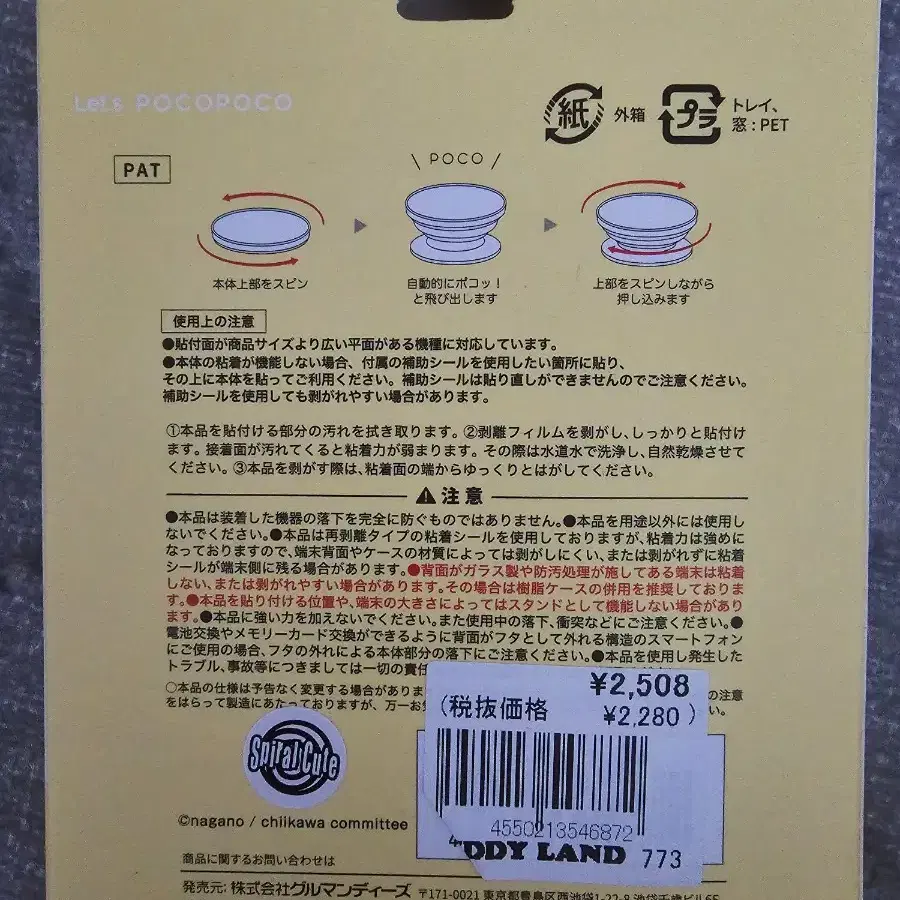 Let's POCOPOCO
紙 外箱 プラ トレイ、
窓：PET
PAT
\ POCO /
本体上部をスピン
自動的にポコッ！
と飛び出します
上部をスピンしながら
押し込みます
使用上の注意
●貼付面が商品サイズより広い平面がある機種に対応しています。
●本体の粘着が機能しない場合、付属の補助シールを使用したい箇所に貼り、
その上に本体を貼ってご利用ください。補助シールは貼り直しができませんのでご注意ください。
補助シールを使用しても剥がれやすい場合があります。
①本品を貼付ける部分の汚れを拭き取ります。②剥離フィルムを剥がし、しっかりと貼付け
ます。接着面が汚れてくると粘着力が弱まります。その際は水道水で洗浄し、自然乾燥させて
ください。③本品を剥がす際は、粘着面の端からゆっくりとはがしてください。
注意
●本品は装着した機器の落下を完全に防ぐものではありません。●本品を用途以外には使用し
ないでください。●本品は再剥離タイプの粘着シールを使用しておりますが、粘着力は強めに
なっておりますので、端末背面やケースの材質によっては剥がしにくい、または剥がれずに粘着
シールが端末側に残る場合があります。●背面がガラス製や防汚処理が施してある端末は粘着
しない、または剥がれやすい場合があります。その場合は樹脂ケースの併用を推奨しておりま
す。●本品を貼り付ける位置や、端末の大きさによってはスタンドとして機能しない場合があり
ます。●本品に強い力を加えないでください。また使用中の落下、衝突などにご注意ください。●
電池交換やメモリーカード交換ができるように背面がフタとして外れる構造のスマートフォン
にご使用の場合、フタの外れによる本体部分の落下にご注意ください。●本品を使用し発生した
トラブル、事故等につきましては一切の責任
○本品の仕様は予告なく変更する場合がありま
の注意
をはらって製造にあたっておりますが、万一お
い。
¥2,508
(税抜価格 ¥2,280)
4550213546872
DDY LAND 773
Spiral Cute
©nagano / chiikawa committee
商品に関するお問い合わせは
発売元：株式会社グルマンディーズ 〒171-0021 東京都豊島区西池袋1-22-8 池袋千歳ビル6F